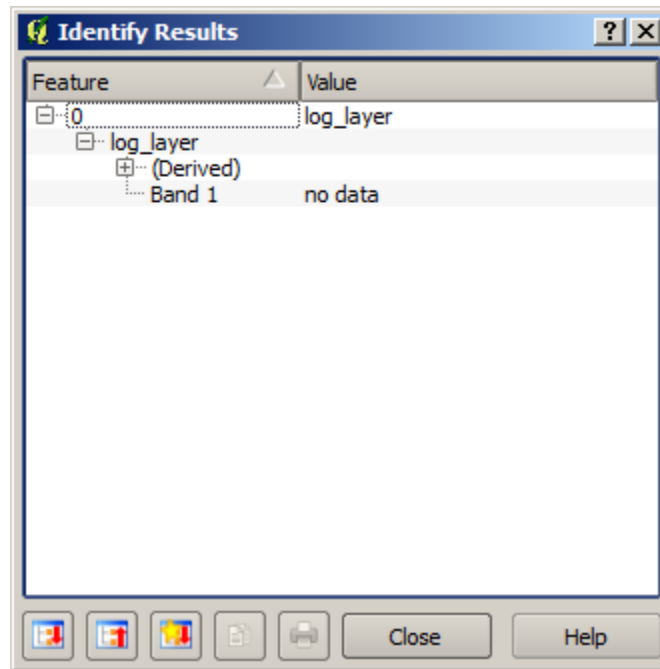 Identify Results
Feature Value
0 log_layer
log_layer
(Derived)
Band 1 no data
Close Help